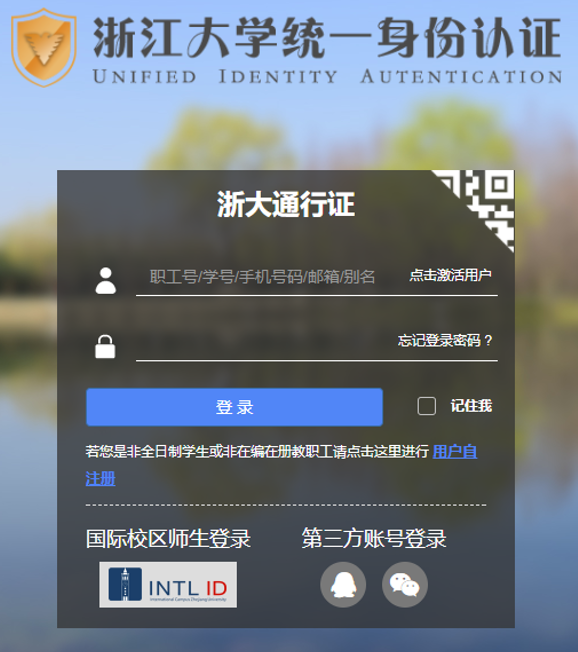 浙江大学统一身份认证
UNIFIED IDENTITY AUTENTICATION
浙大通行证
职工号/学号/手机号码/邮箱/别名 点击激活用户
忘记登录密码?
登录 记住我
若您是非全日制学生或非在编在册教职工请点击这里进行 用户自
注册
国际校区师生登录 第三方账号登录
INTL ID
International Campus, Zhejiang University